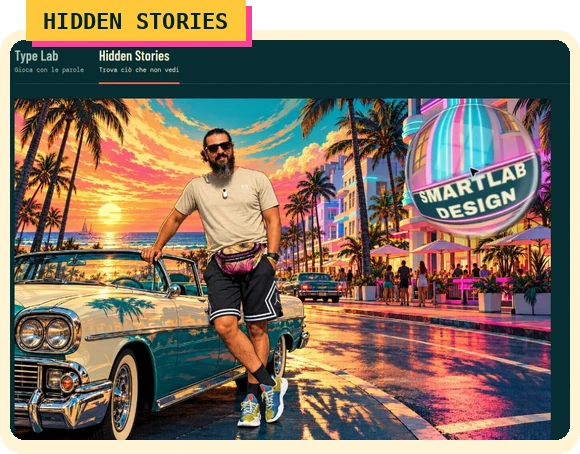 HIDDEN STORIES
Type Lab
Hidden Stories
Gioca con le parole
Trova ciò che non vedi
SMARTLAB
DESIGN